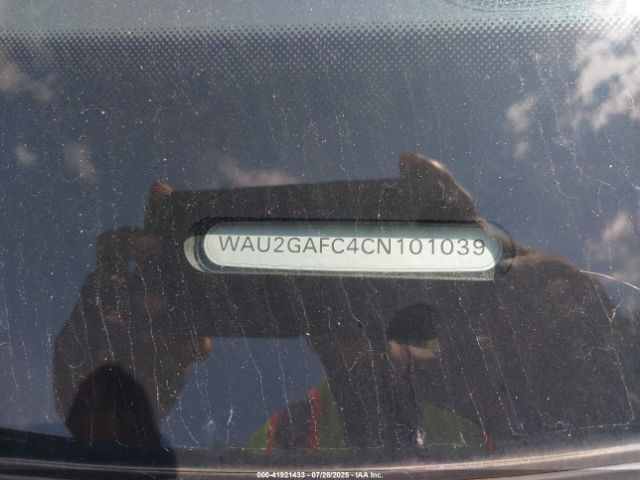 WAU2GAFC4CN101039
000-41921433 - 07/28/2025 - IAA Inc.